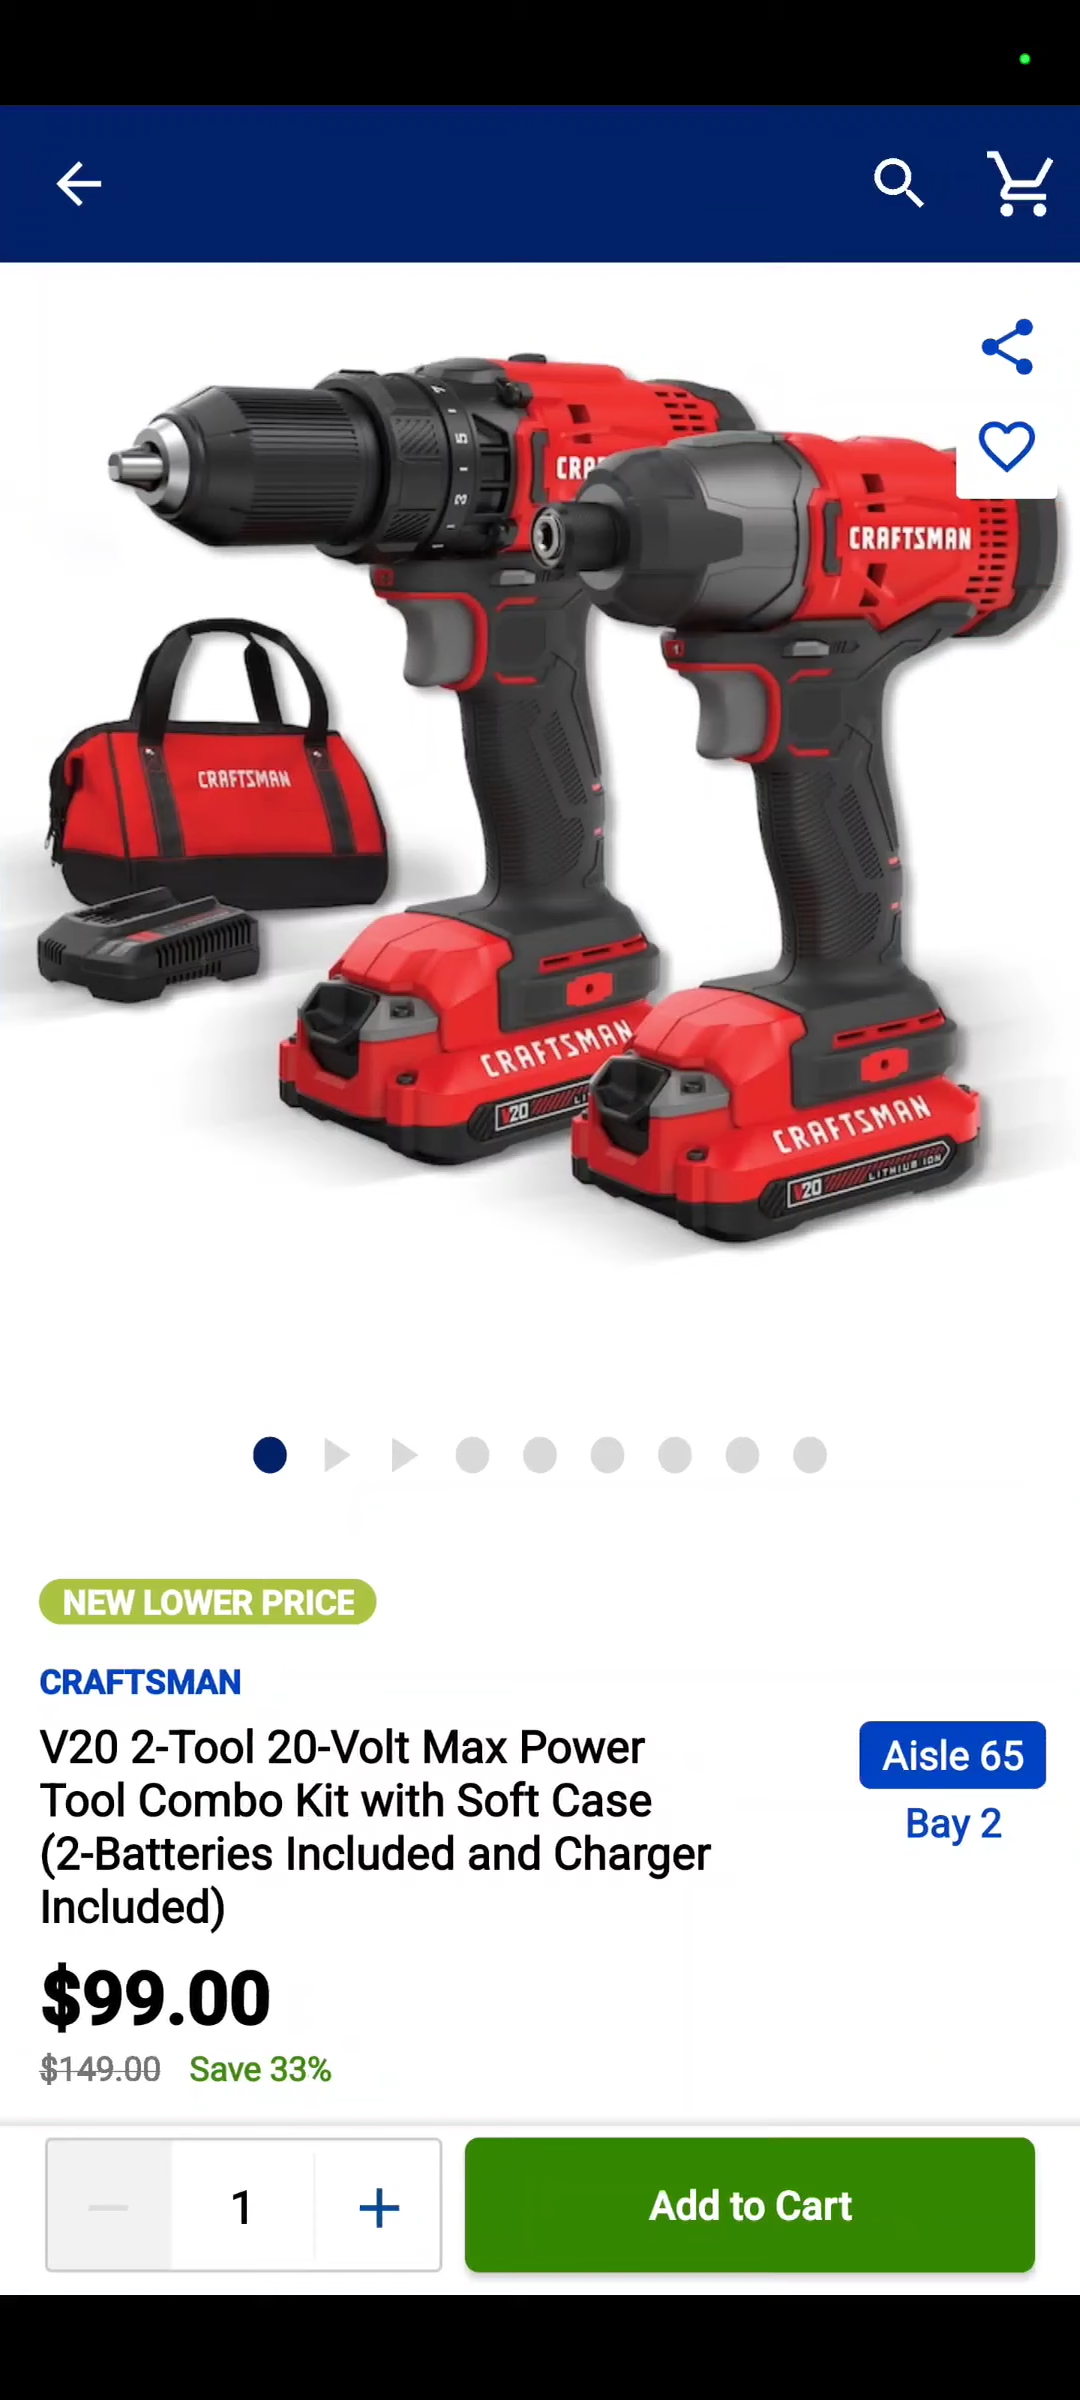 CRAFTSMAN
CRAFTSMAN
CRAFTSMAN
V20
CRAFTSMAN
V20 LITHIUM ION
NEW LOWER PRICE
CRAFTSMAN
V20 2-Tool 20-Volt Max Power
Tool Combo Kit with Soft Case
(2-Batteries Included and Charger
Included)
Aisle 65
Bay 2
$99.00
$149.00 Save 33%
1
Add to Cart